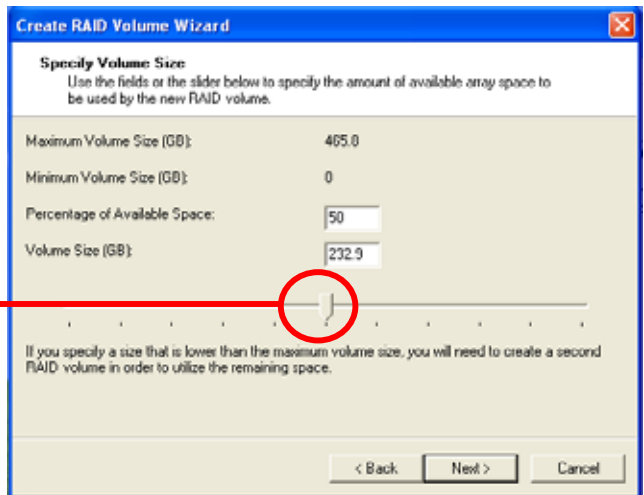 Create RAID Volume Wizard
Specify Volume Size
Use the fields or the slider below to specify the amount of available array space to
be used by the new RAID volume.
Maximum Volume Size (GB): 465.8
Minimum Volume Size (GB): 0
Percentage of Available Space: 50
Volume Size (GB): 232.9
If you specify a size that is lower than the maximum volume size, you will need to create a second
RAID volume in order to utilize the remaining space.
< Back Next > Cancel